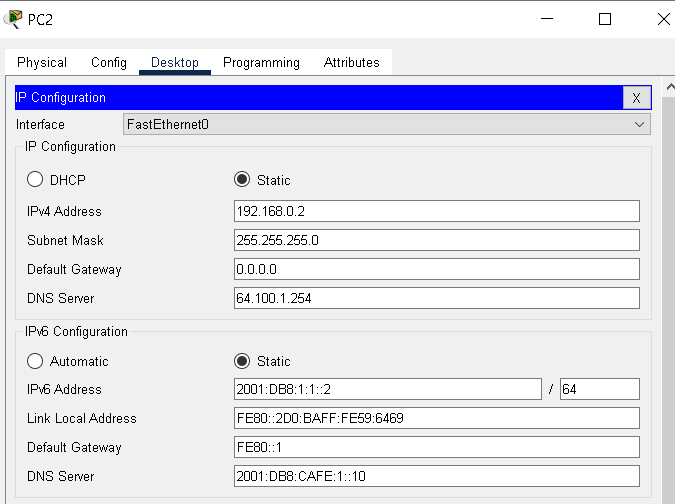 PC2
Physical Config Desktop Programming Attributes
IP Configuration X
Interface FastEthernet0
IP Configuration
DHCP Static
IPv4 Address 192.168.0.2
Subnet Mask 255.255.255.0
Default Gateway 0.0.0.0
DNS Server 64.100.1.254
IPv6 Configuration
Automatic Static
IPv6 Address 2001:DB8:1:1::2 / 64
Link Local Address FE80::2D0:BAFF:FE59:6469
Default Gateway FE80::1
DNS Server 2001:DB8:CAFE:1::10